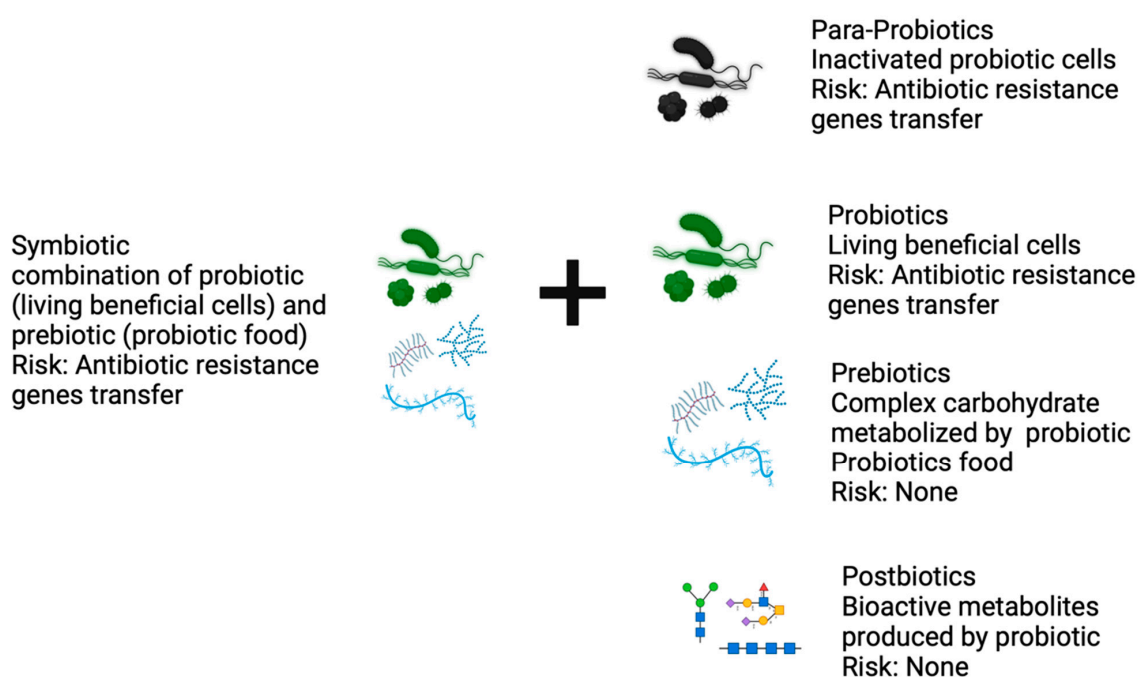 Para-Probiotics
Inactivated probiotic cells
Risk: Antibiotic resistance
genes transfer
Symbiotic
combination of probiotic
(living beneficial cells) and
prebiotic (probiotic food)
Risk: Antibiotic resistance
genes transfer
Probiotics
Living beneficial cells
Risk: Antibiotic resistance
genes transfer
Prebiotics
Complex carbohydrate
metabolized by probiotic
Probiotics food
Risk: None
Postbiotics
Bioactive metabolites
produced by probiotic
Risk: None